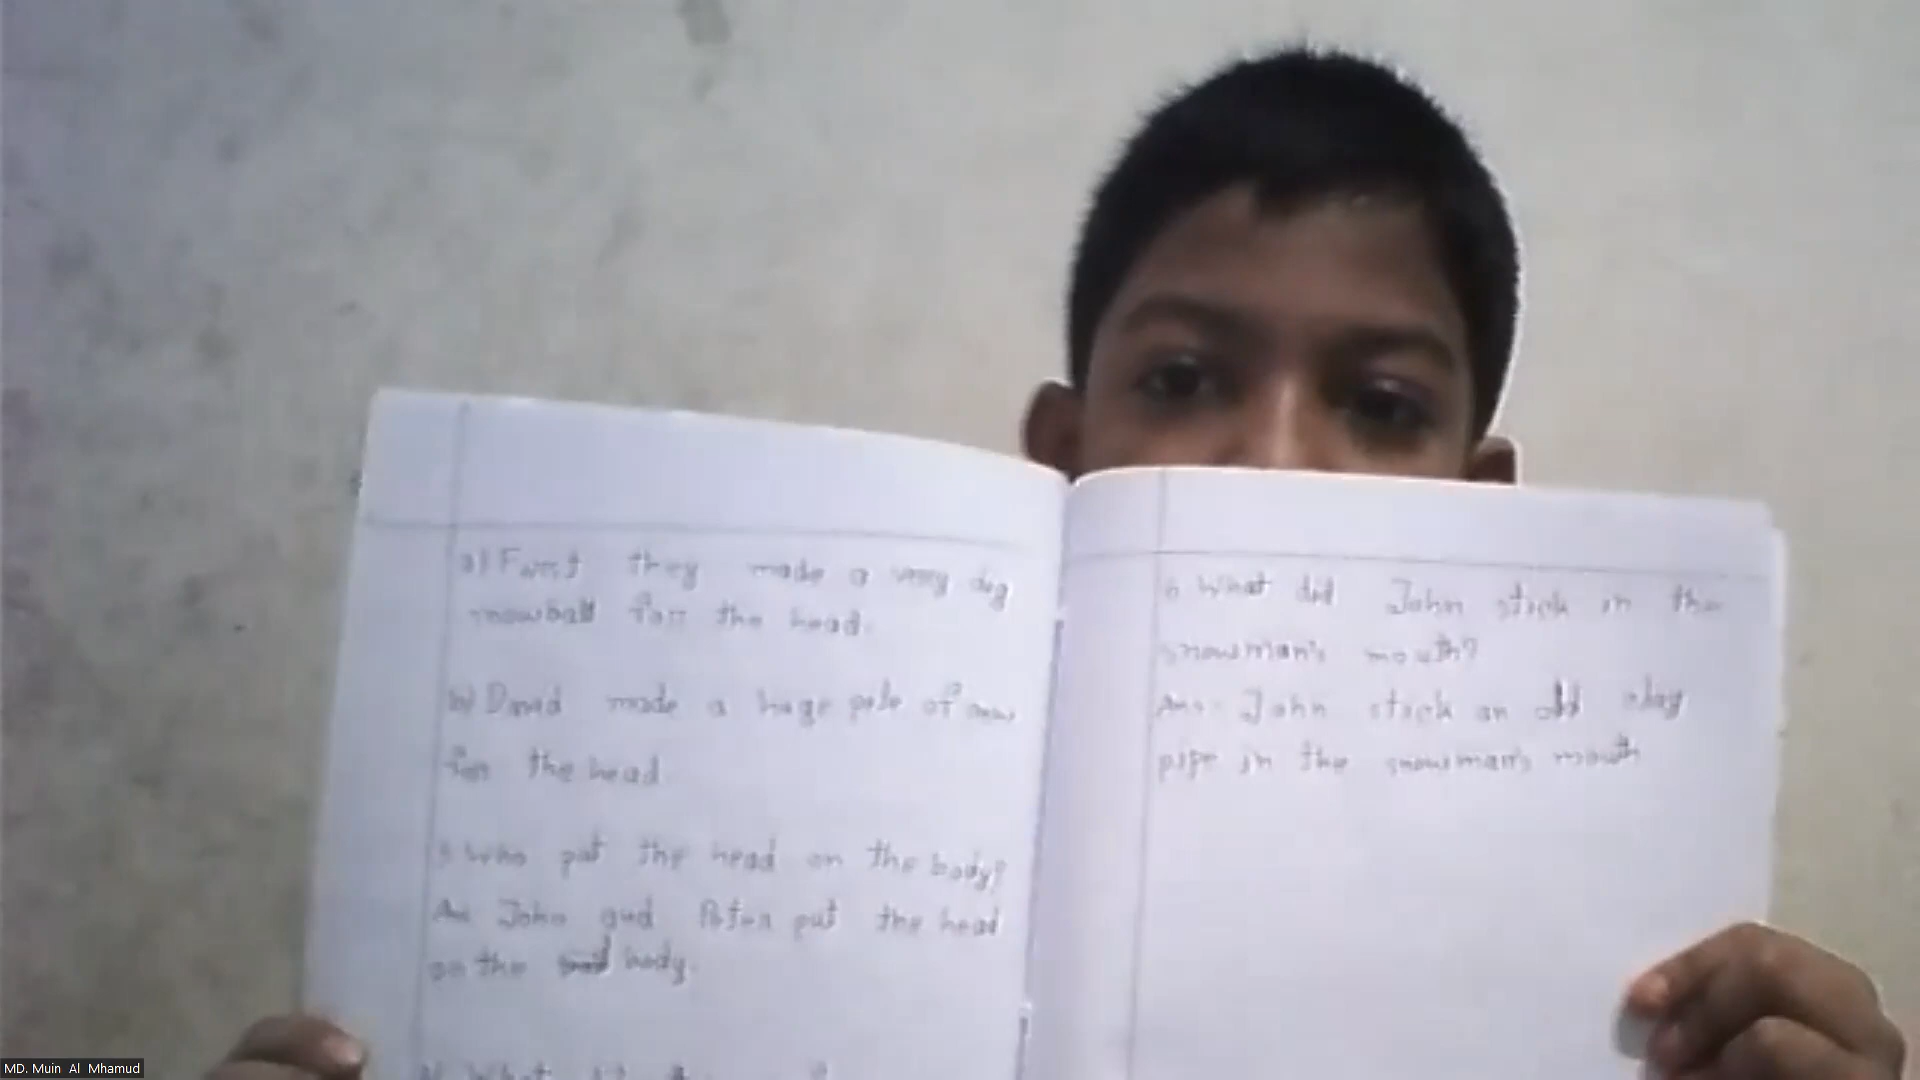 a) First they made a very big
snowball for the head.
b) David made a huge pile of snow
for the head
Who put the head on the body?
Ans John and Peter put the head
on the body.
What
What did John stick in the
snowman's mouth?
Ans: John stick an old clay
pipe in the snowman's mouth
MD. Muin Al Mhamud